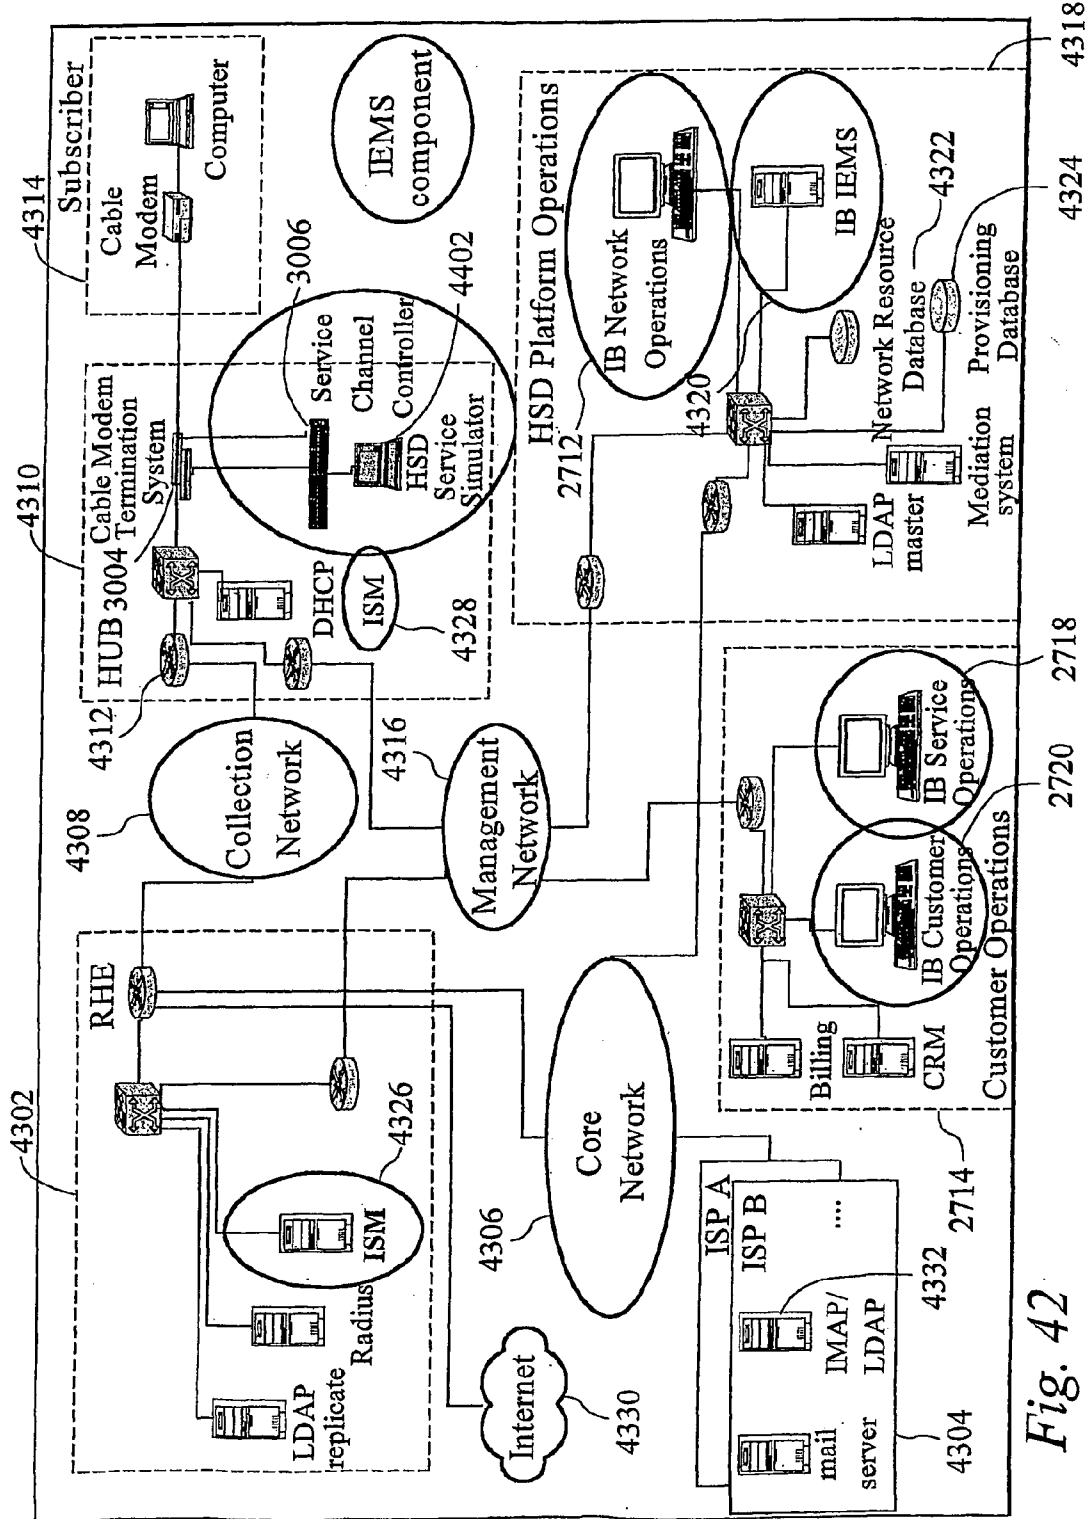 4302
RHE
LDAP
replicate
Radius
ISM
4326
Internet
4330
4308
Collection
Network
4316
Management
Network
4306
Core
Network
ISP A
ISP B
....
mail
server
IMAP/
LDAP
4332
4304
4310
4312
HUB
3004
Cable Modem
Termination
System
DHCP
ISM
4328
3006
Service
Channel
Controller
HSD
Service
Simulator
4402
4314
Subscriber
Cable
Modem
Computer
IEMS
component
HSD Platform Operations
2712
IB Network
Operations
4320
IB IEMS
Network Resource
Database
4322
Provisioning
Database
4324
LDAP
master
Mediation
system
4318
Billing
CRM
IB Customer
Operations
IB Service
Operations
2718
2720
Customer Operations
2714
Fig. 42